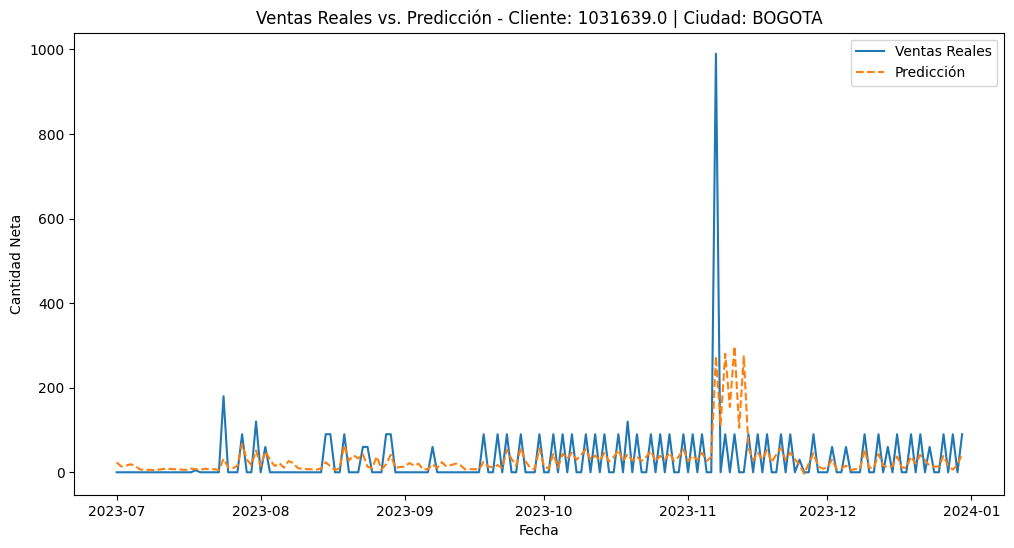 Ventas Reales vs. Predicción - Cliente: 1031639.0 | Ciudad: BOGOTA
Ventas Reales
Predicción
Cantidad Neta
1000
800
600
400
200
0
2023-07 2023-08 2023-09 2023-10 2023-11 2023-12 2024-01
Fecha